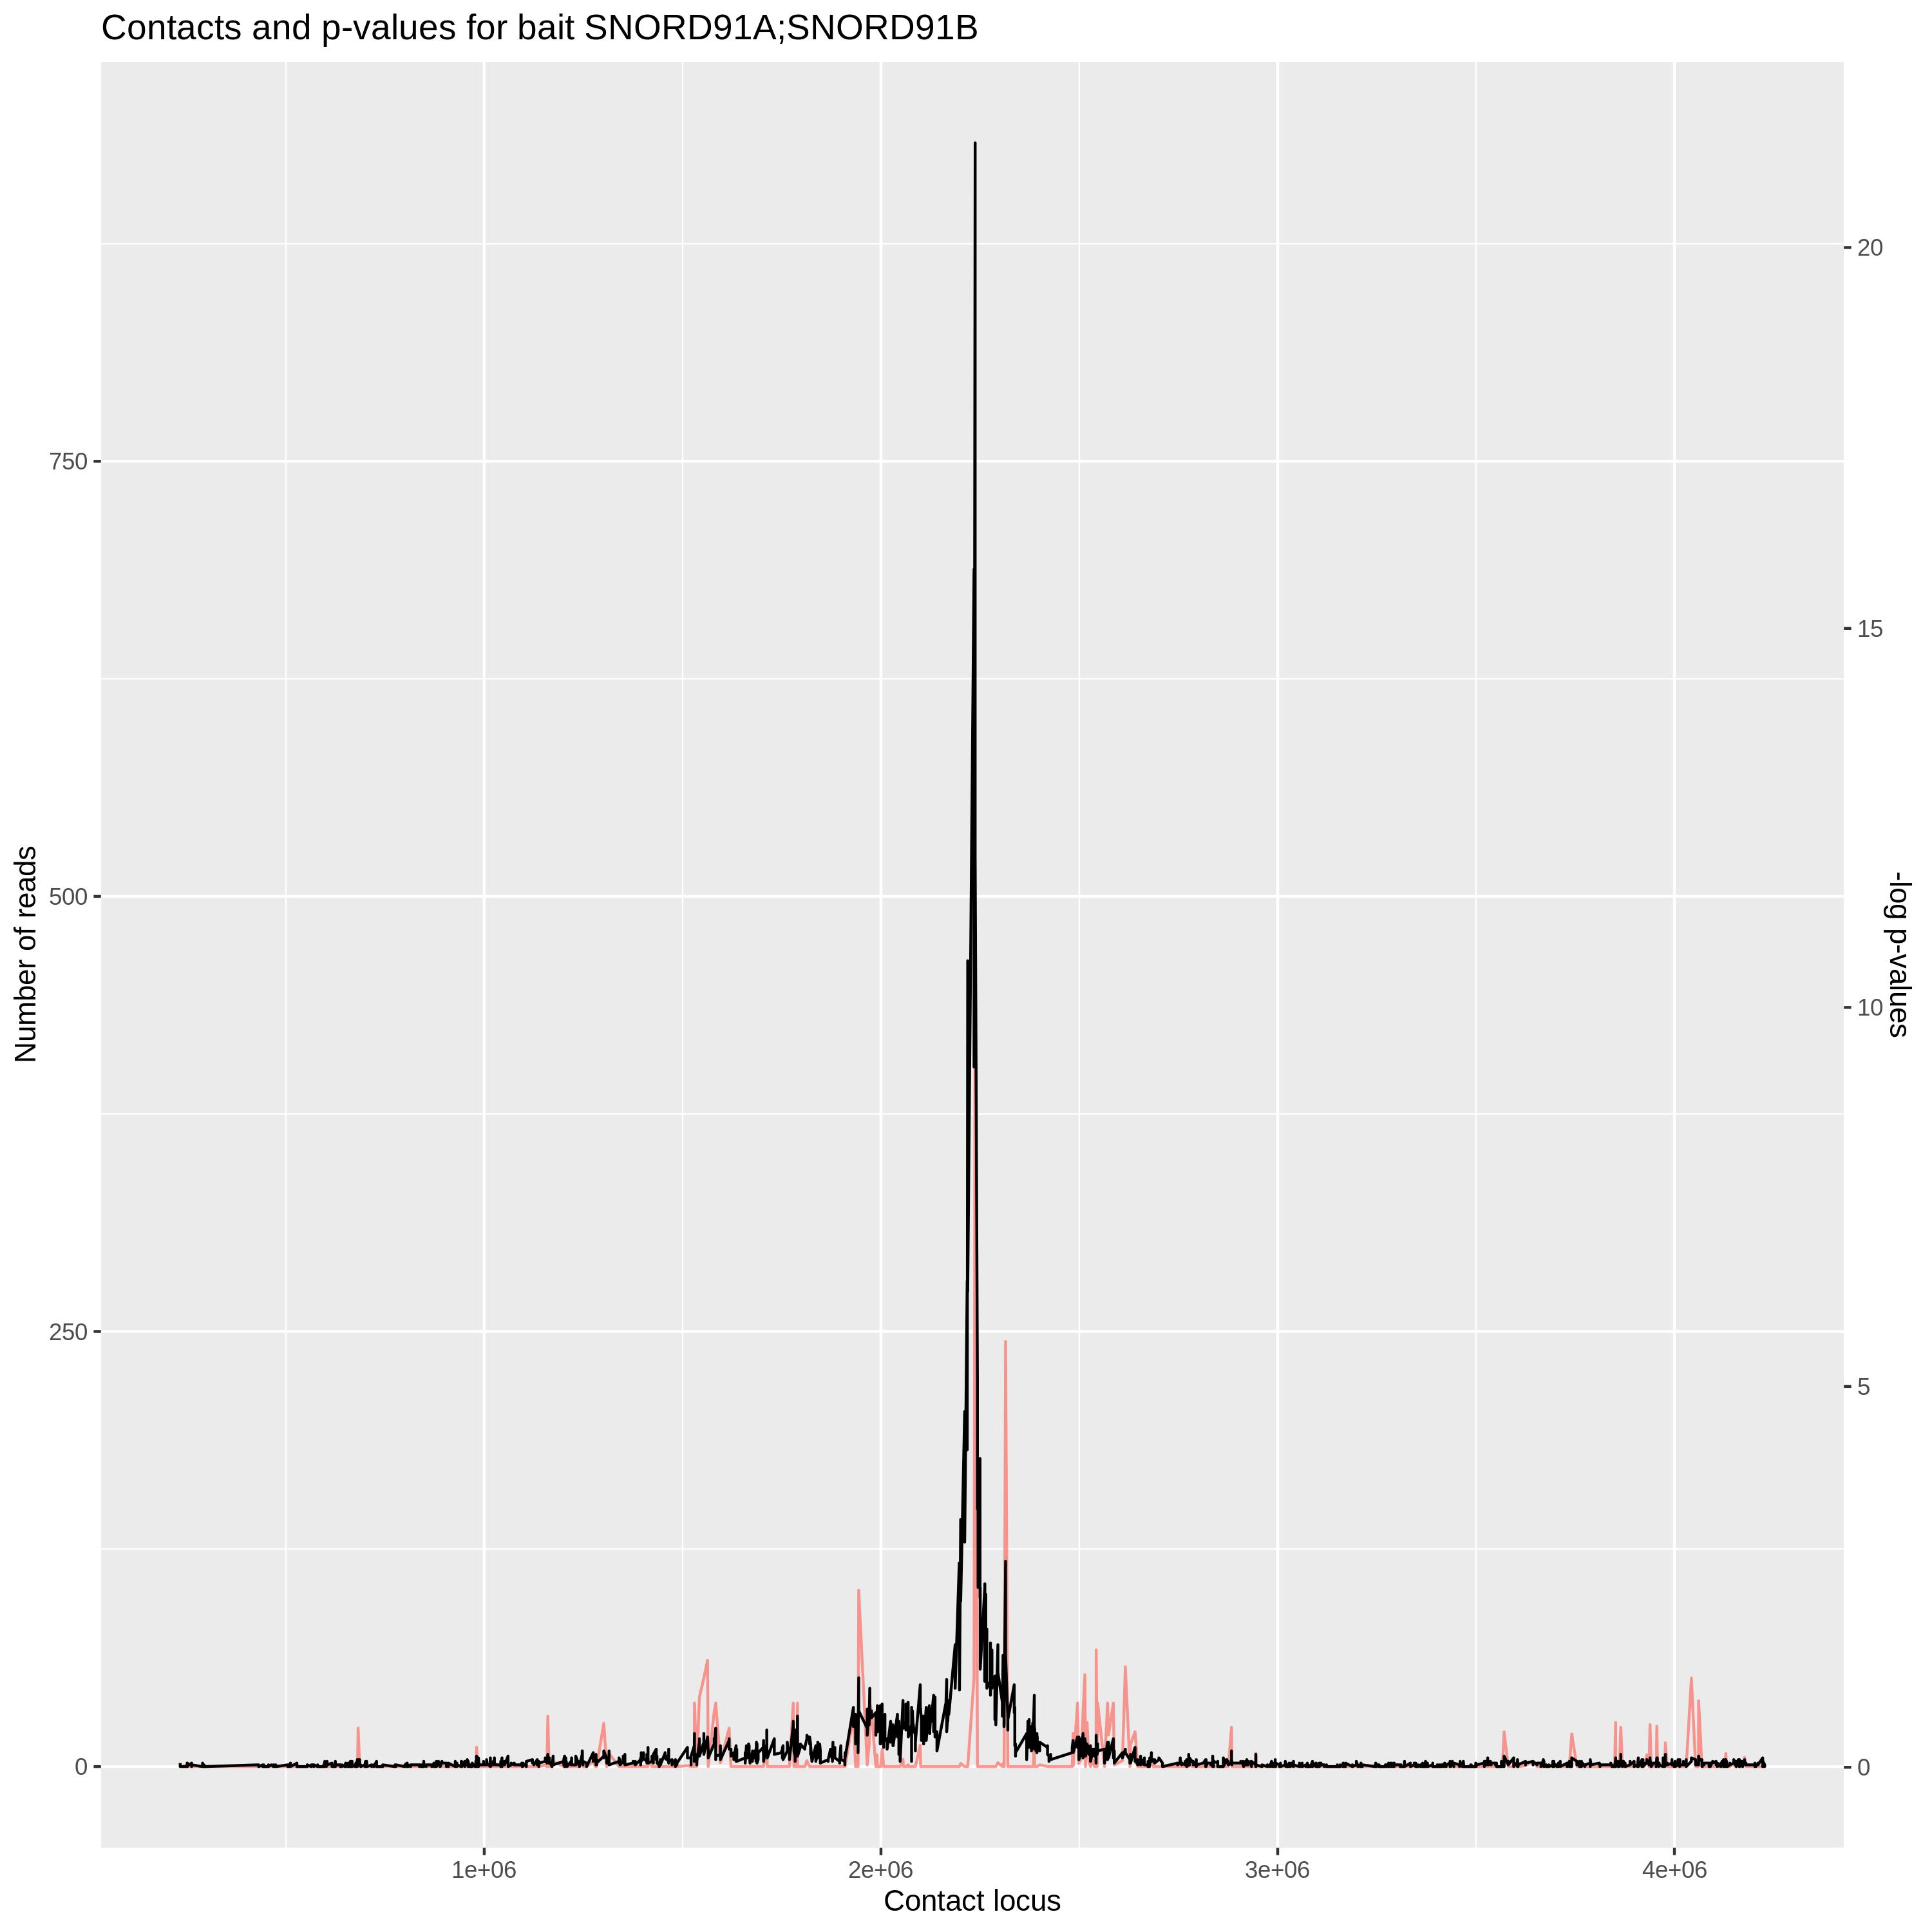 Contacts and p-values for bait SNORD91A;SNORD91B
Number of reads
750
500
250
0
20
15
10
5
0
-log p-values
1e+06
2e+06
3e+06
4e+06
Contact locus